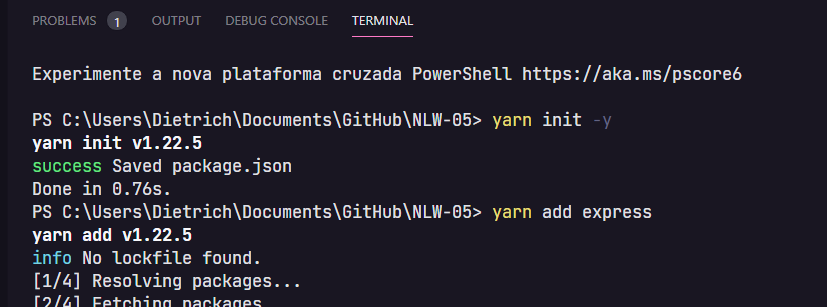 PROBLEMS 1 OUTPUT DEBUG CONSOLE TERMINAL
Experimente a nova plataforma cruzada PowerShell https://aka.ms/pscore6
PS C:\Users\Dietrich\Documents\GitHub\NLW-05> yarn init -y
yarn init v1.22.5
success Saved package.json
Done in 0.76s.
PS C:\Users\Dietrich\Documents\GitHub\NLW-05> yarn add express
yarn add v1.22.5
info No lockfile found.
[1/4] Resolving packages...
[2/4] Fetching packages